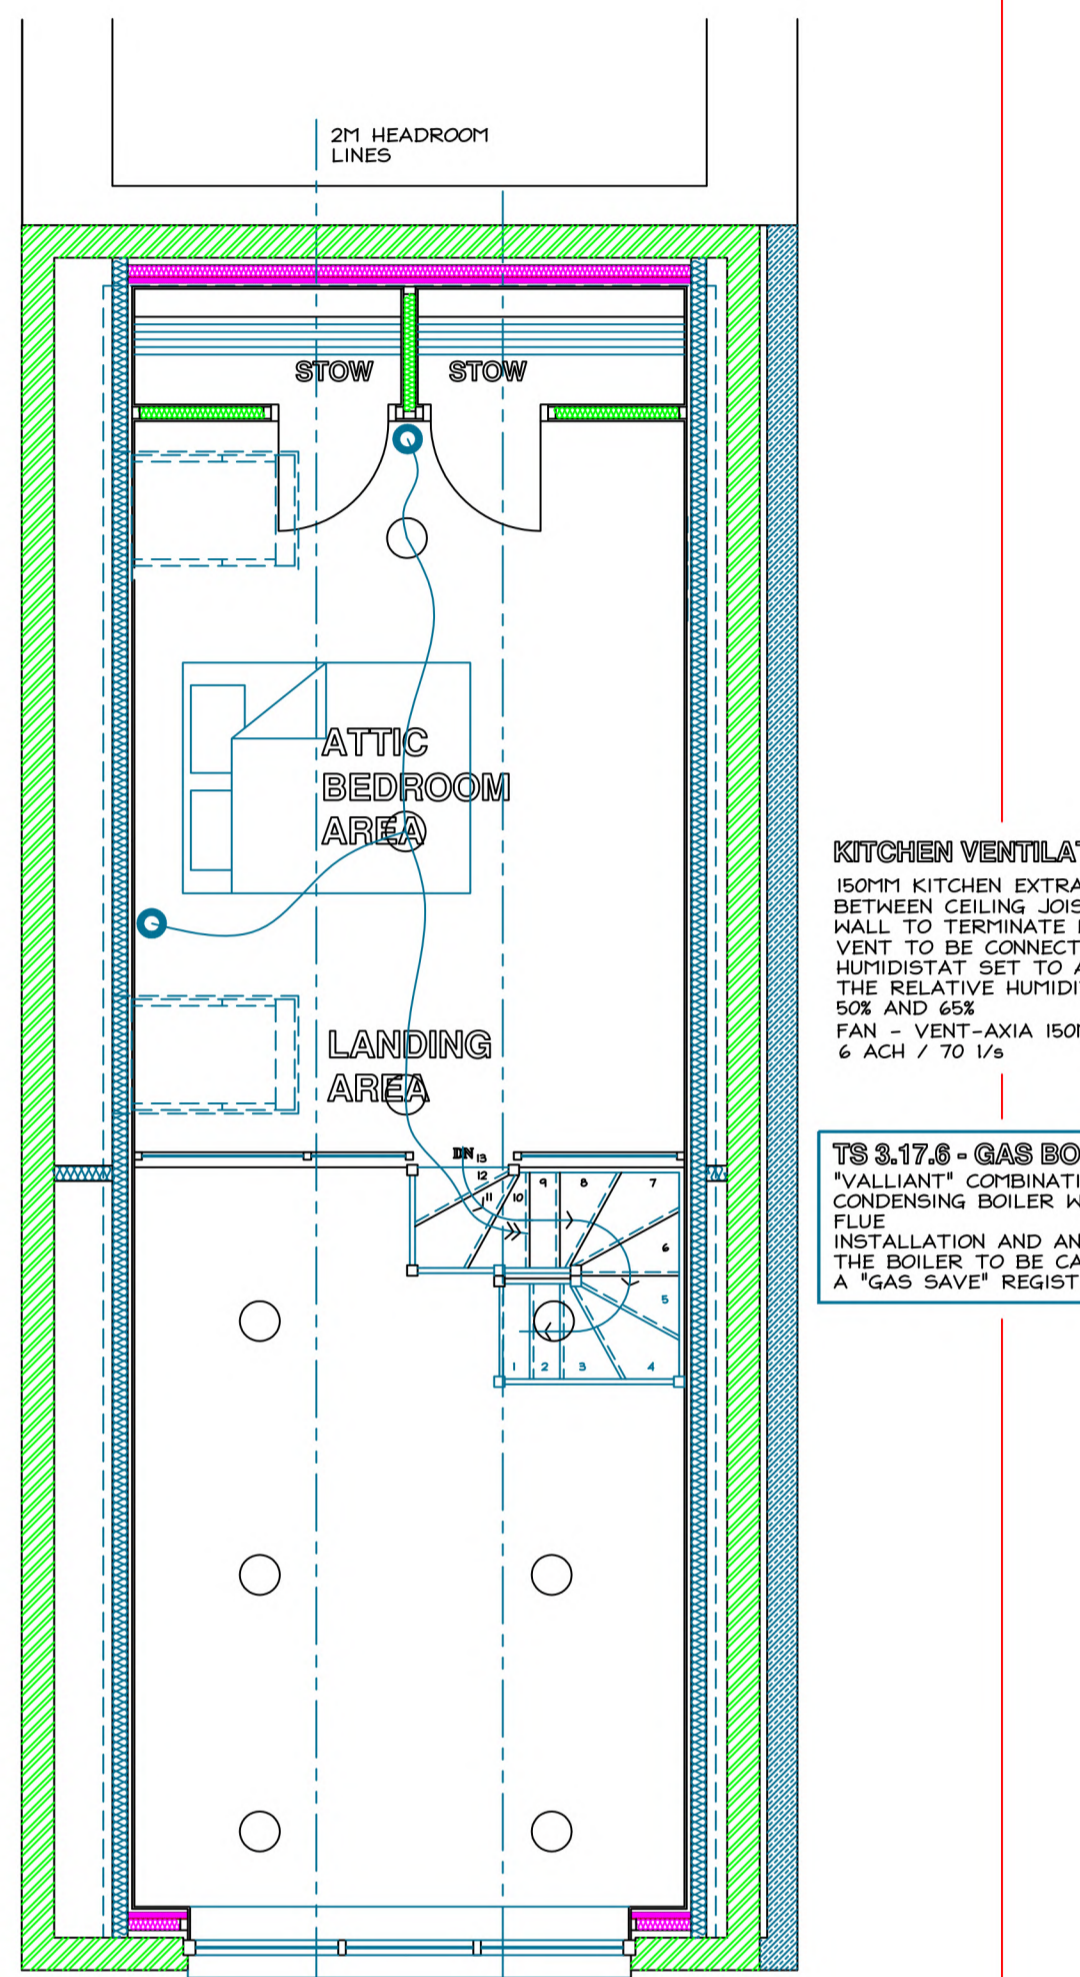 2M HEADROOM
LINES
STOW STOW
ATTIC
BEDROOM
AREA
LANDING
AREA
DN 13
12
11
10
9
8
7
6
5
4
3
2
1
KITCHEN VENTILAT
150MM KITCHEN EXTRA
BETWEEN CEILING JOIS
WALL TO TERMINATE
VENT TO BE CONNECT
HUMIDISTAT SET TO A
THE RELATIVE HUMIDI
50% AND 65%
FAN - VENT-AXIA 150
6 ACH / 70 1/s
TS 3.17.6 - GAS BO
"VALLIANT" COMBINATI
CONDENSING BOILER W
FLUE
INSTALLATION AND AN
THE BOILER TO BE CA
A "GAS SAVE" REGIST